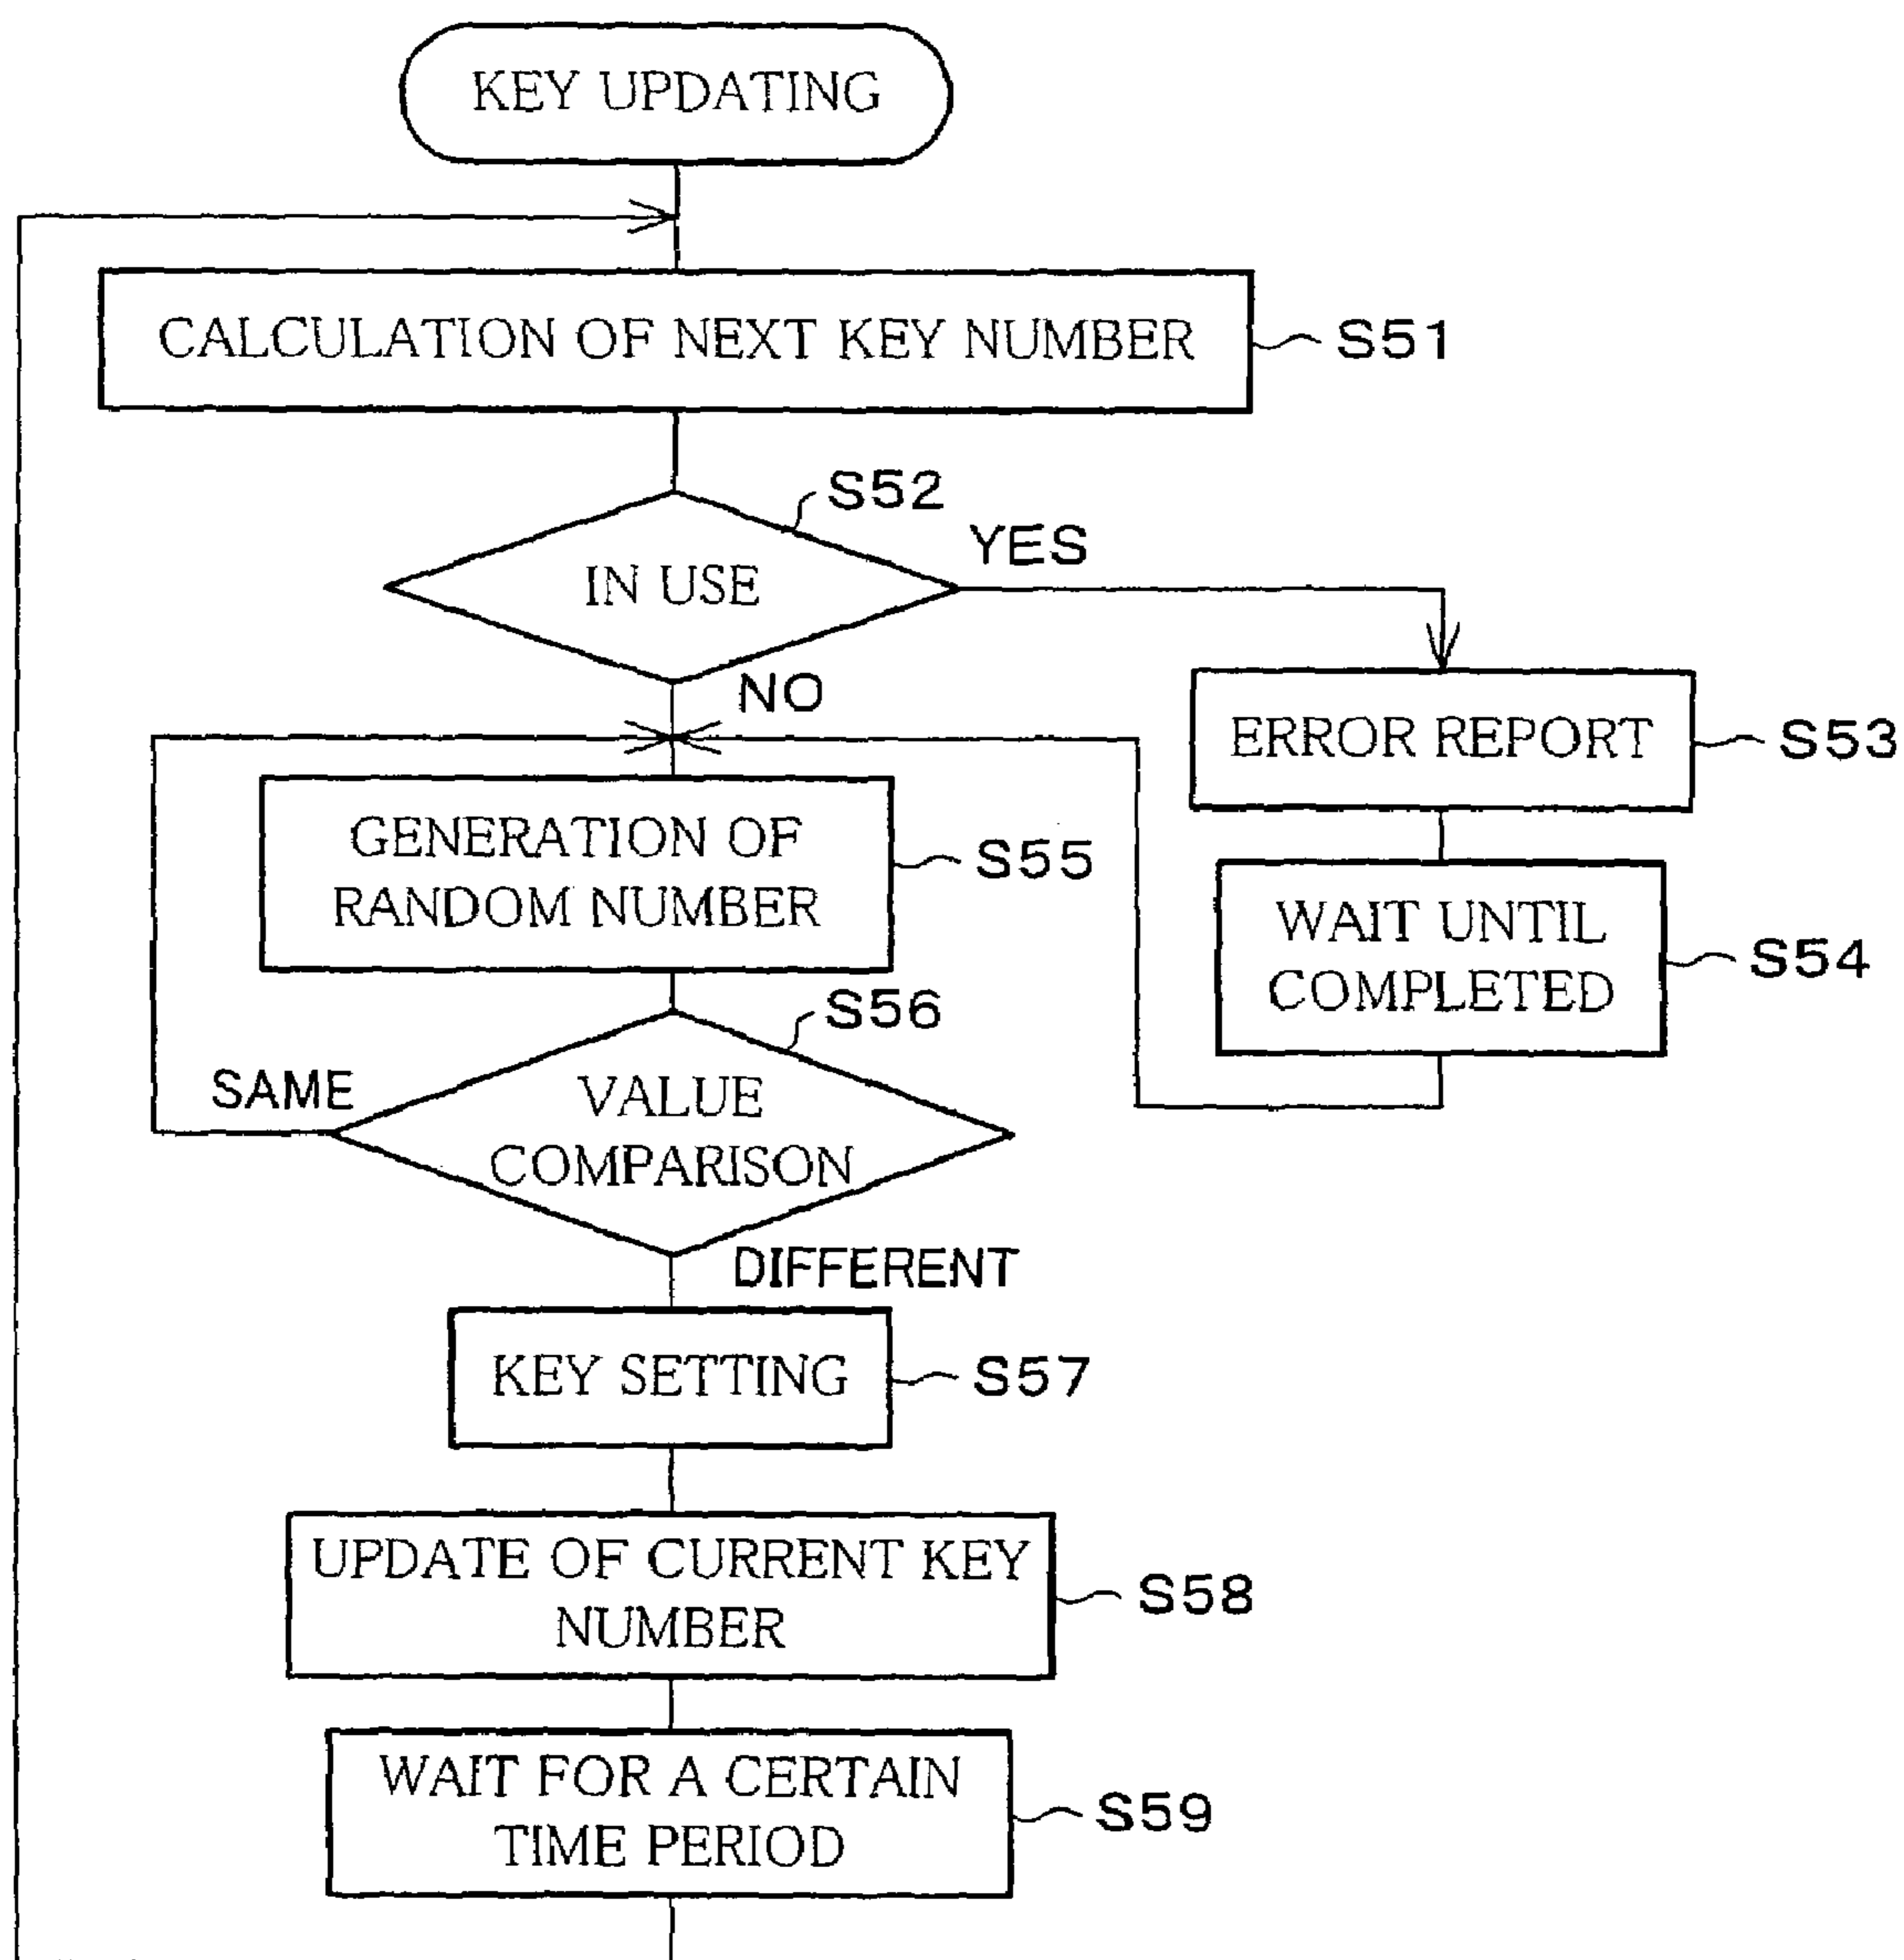 KEY UPDATING
CALCULATION OF NEXT KEY NUMBER
S51
S52
YES
IN USE
NO
ERROR REPORT
S53
GENERATION OF
RANDOM NUMBER
S55
WAIT UNTIL
COMPLETED
S54
S56
SAME
VALUE
COMPARISON
DIFFERENT
KEY SETTING
S57
UPDATE OF CURRENT KEY
NUMBER
S58
WAIT FOR A CERTAIN
TIME PERIOD
S59